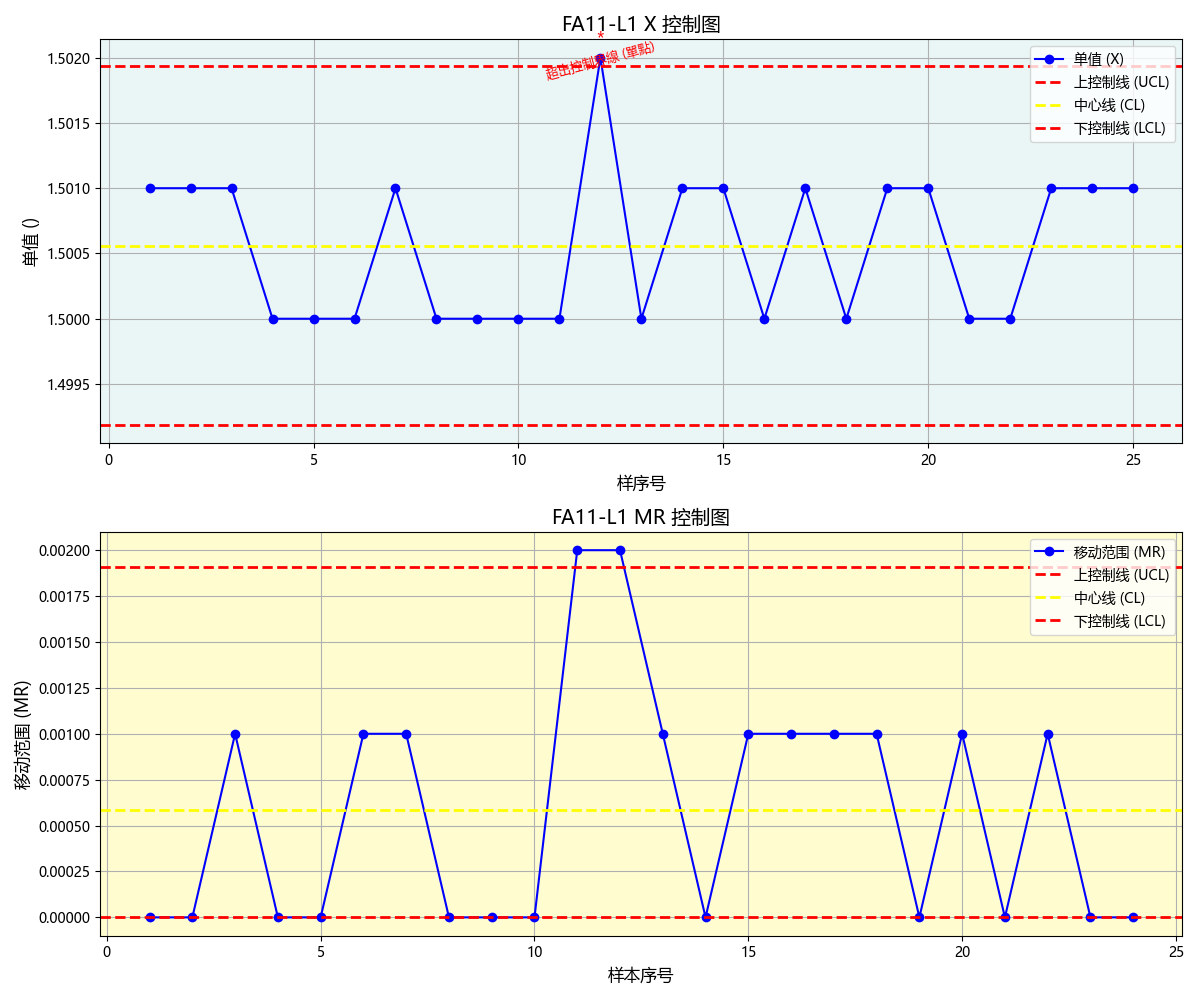 FA11-L1 X 控制图
*
超出控制界線 (單點)
单值 (X)
上控制线 (UCL)
中心线 (CL)
下控制线 (LCL)
单值 ()
1.5020
1.5015
1.5010
1.5005
1.5000
1.4995
0 5 10 15 20 25
样序号
FA11-L1 MR 控制图
移动范围 (MR)
上控制线 (UCL)
中心线 (CL)
下控制线 (LCL)
移动范围 (MR)
0.00200
0.00175
0.00150
0.00125
0.00100
0.00075
0.00050
0.00025
0.00000
0 5 10 15 20 25
样本序号